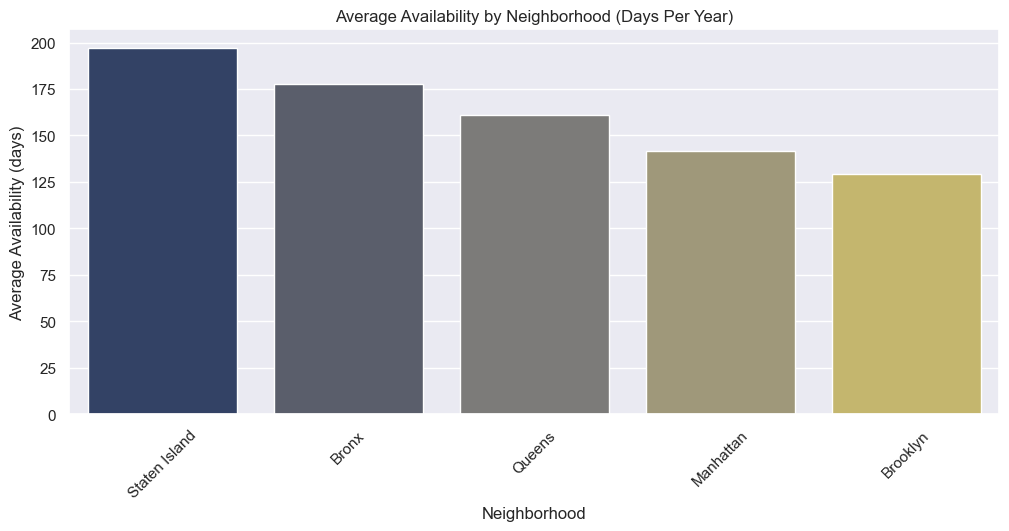 Average Availability by Neighborhood (Days Per Year)
Average Availability (days)
200
175
150
125
100
75
50
25
0
Staten Island
Bronx
Queens
Manhattan
Brooklyn
Neighborhood